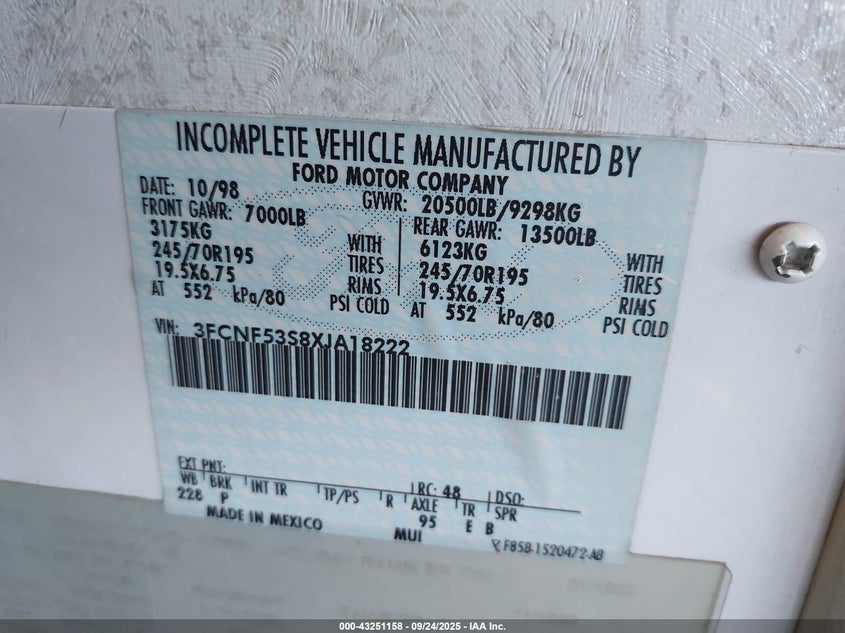 INCOMPLETE VEHICLE MANUFACTURED BY
FORD MOTOR COMPANY
DATE: 10/98 GVWR: 20500LB/9298KG
FRONT GAWR: 7000LB REAR GAWR: 13500LB
3175KG WITH 6123KG WITH
245/70R195 TIRES 245/70R195 TIRES
19.5X6.75 RIMS 19.5X6.75 RIMS
AT 552 kPa/80 PSI COLD AT 552 kPa/80 PSI COLD
VIN: 3FCNF53S8XJA18222
EXT PNT: RC: 48 DSO:
WB BRK INT TR TP/PS R AXLE TR SPR
228 P 95 E B
MADE IN MEXICO MUI F85B-1520472-AB
HOLIDAY RAMBLER DIV
000-43251158 - 09/24/2025 - IAA Inc.